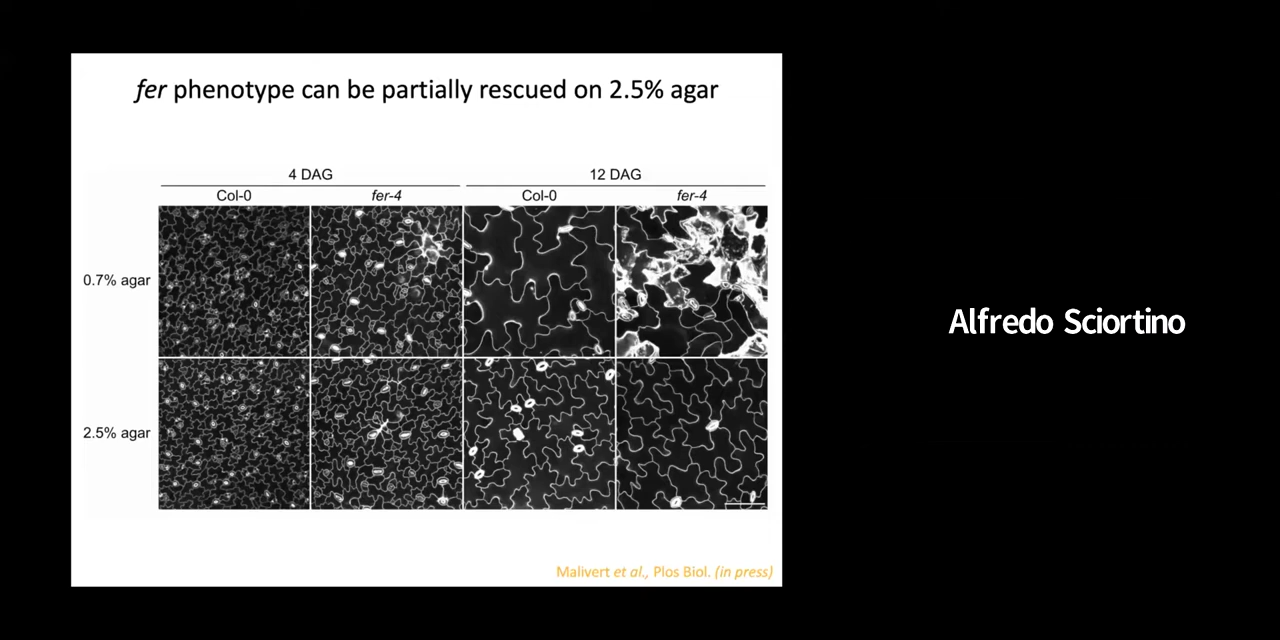 fer phenotype can be partially rescued on 2.5% agar
4 DAG 12 DAG
Col-0 fer-4 Col-0 fer-4
0.7% agar
2.5% agar
Malivert et al., Plos Biol. (in press)
Alfredo Sciortino